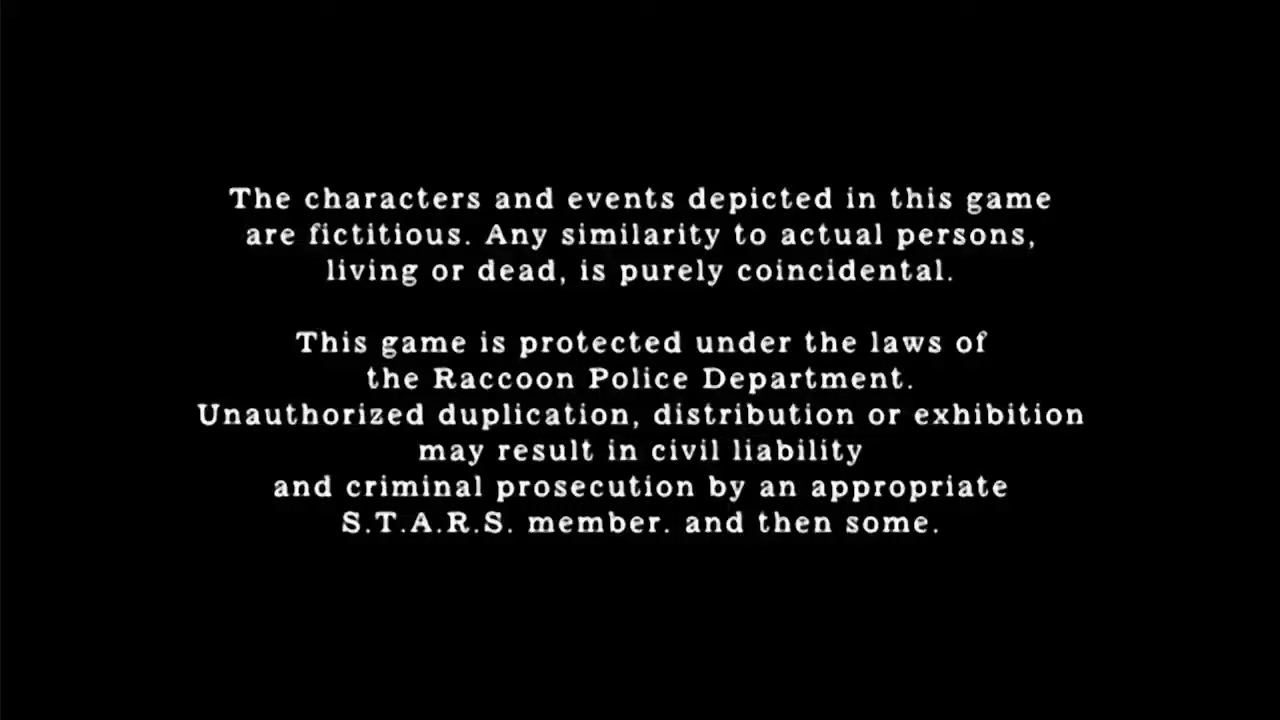 The characters and events depicted in this game
are fictitious. Any similarity to actual persons,
living or dead, is purely coincidental.
This game is protected under the laws of
the Raccoon Police Department.
Unauthorized duplication, distribution or exhibition
may result in civil liability
and criminal prosecution by an appropriate
S.T.A.R.S. member. and then some.